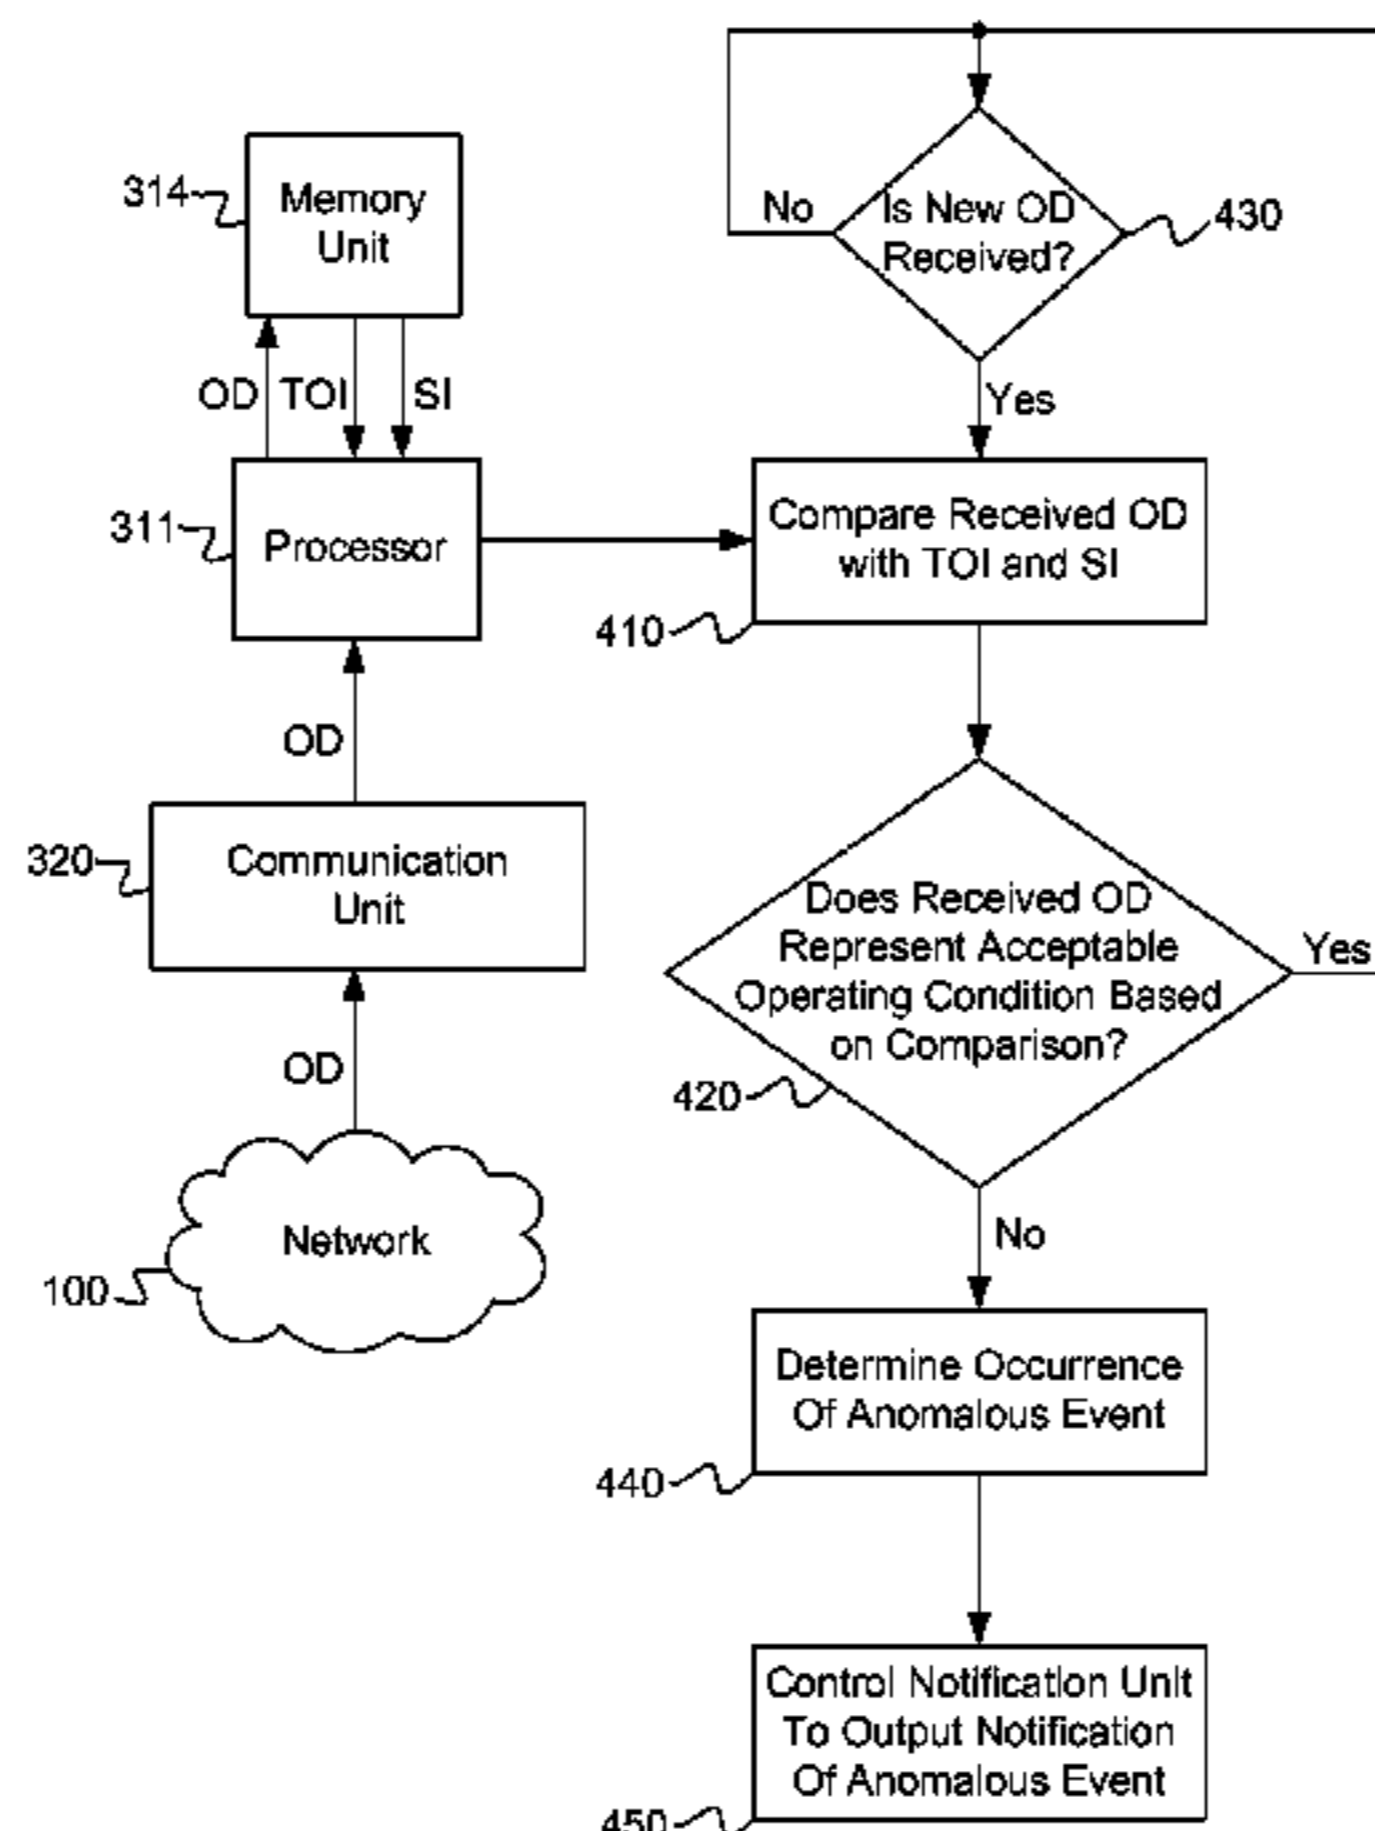 314
Memory
Unit
OD
TOI
SI
311
Processor
OD
320
Communication
Unit
OD
Network
100
No
Is New OD
Received?
430
Yes
Compare Received OD
with TOI and SI
410
Does Received OD
Represent Acceptable
Operating Condition Based
on Comparison?
Yes
420
No
Determine Occurrence
Of Anomalous Event
440
Control Notification Unit
To Output Notification
Of Anomalous Event
450